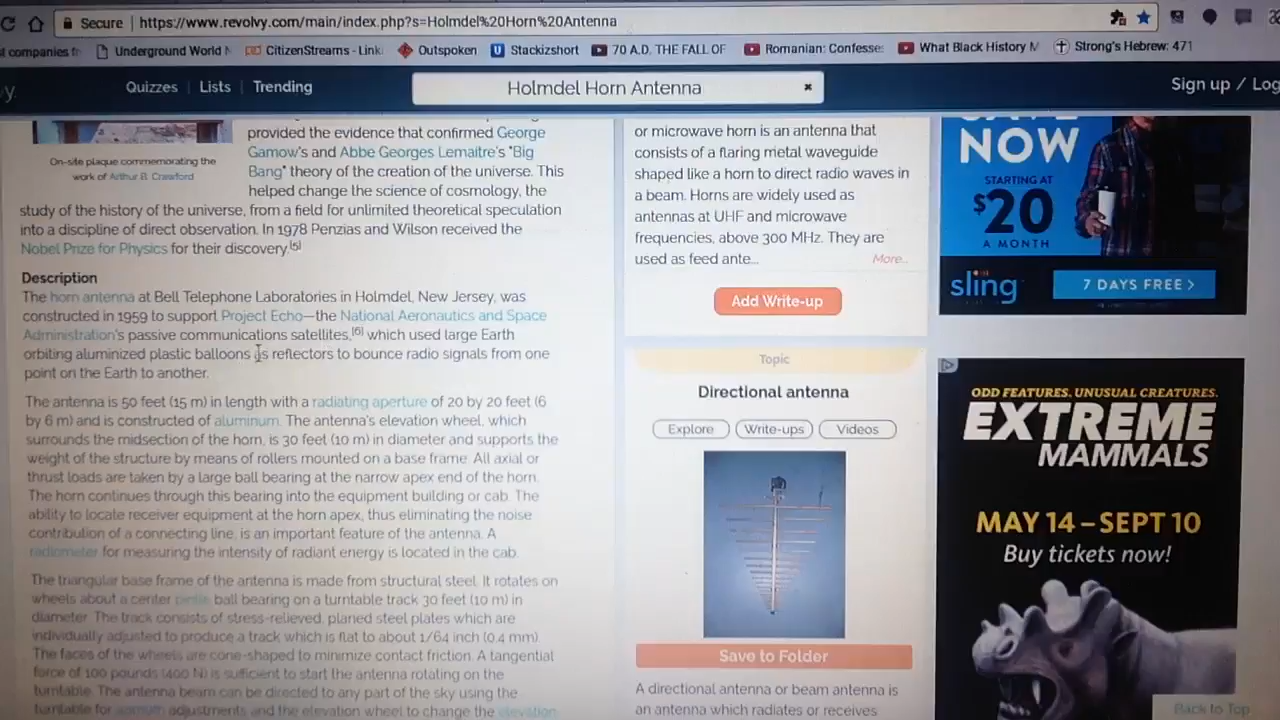 Secure
https://www.revolvy.com/main/index.php?s=Holmdel%20Horn%20Antenna
Underground World
CitizenStreams - Link
Outspoken
Stackizshort
70 A.D. THE FALL OF
Romanian: Confesse
What Black History M
Strong's Hebrew: 471
Quizzes
Lists
Trending
Holmdel Horn Antenna
Sign up / Log
On-site plaque commemorating the
work of Arthur B. Crawford
provided the evidence that confirmed George
Gamow's and Abbe Georges Lemaitre's "Big
Bang" theory of the creation of the universe. This
helped change the science of cosmology, the
study of the history of the universe, from a field for unlimited theoretical speculation
into a discipline of direct observation. In 1978 Penzias and Wilson received the
Nobel Prize for Physics for their discovery.[5]
Description
The horn antenna at Bell Telephone Laboratories in Holmdel, New Jersey, was
constructed in 1959 to support Project Echo—the National Aeronautics and Space
Administration's passive communications satellites,[6] which used large Earth
orbiting aluminized plastic balloons as reflectors to bounce radio signals from one
point on the Earth to another.
The antenna is 50 feet (15 m) in length with a radiating aperture of 20 by 20 feet (6
by 6 m) and is constructed of aluminum. The antenna's elevation wheel, which
surrounds the midsection of the horn, is 30 feet (10 m) in diameter and supports the
weight of the structure by means of rollers mounted on a base frame. All axial or
thrust loads are taken by a large ball bearing at the narrow apex end of the horn.
The horn continues through this bearing into the equipment building or cab. The
ability to locate receiver equipment at the horn apex, thus eliminating the noise
contribution of a connecting line, is an important feature of the antenna. A
radiometer for measuring the intensity of radiant energy is located in the cab.
The triangular base frame of the antenna is made from structural steel. It rotates on
wheels about a center pintle ball bearing on a turntable track 30 feet (10 m) in
diameter. The track consists of stress-relieved, planed steel plates which are
individually adjusted to produce a track which is flat to about 1/64 inch (0.4 mm).
The faces of the wheels are cone-shaped to minimize contact friction. A tangential
force of 100 pounds (400 N) is sufficient to start the antenna rotating on the
turntable. The antenna beam can be directed to any part of the sky using the
turntable for azimuth adjustments and the elevation wheel to change the elevation
or microwave horn is an antenna that
consists of a flaring metal waveguide
shaped like a horn to direct radio waves in
a beam. Horns are widely used as
antennas at UHF and microwave
frequencies, above 300 MHz. They are
used as feed ante...
More...
Add Write-up
Topic
Directional antenna
Explore
Write-ups
Videos
Save to Folder
A directional antenna or beam antenna is
an antenna which radiates or receives
NOW
STARTING AT
$20
A MONTH
sling
7 DAYS FREE >
ODD FEATURES. UNUSUAL CREATURES.
EXTREME
MAMMALS
MAY 14 – SEPT 10
Buy tickets now!
Back to Top